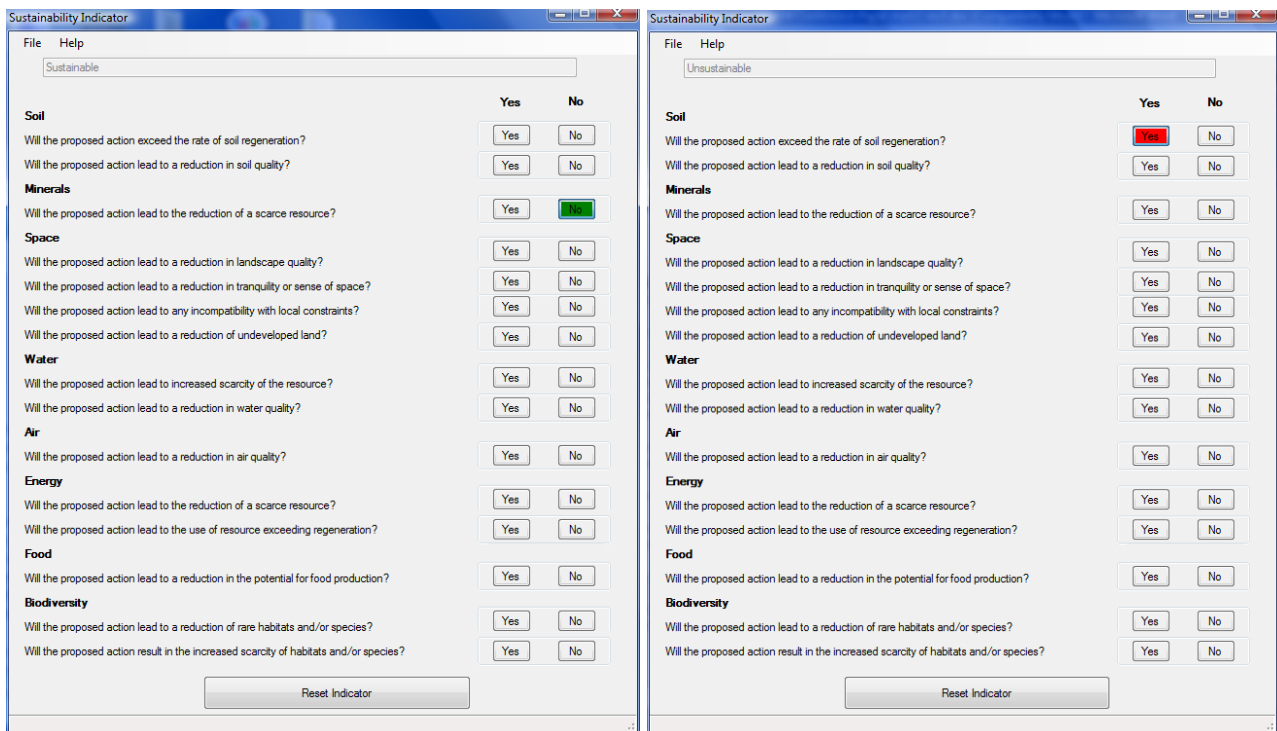 Sustainability Indicator
File Help
Sustainable
Yes No
Soil
Will the proposed action exceed the rate of soil regeneration? Yes No
Will the proposed action lead to a reduction in soil quality? Yes No
Minerals
Will the proposed action lead to the reduction of a scarce resource? Yes No
Space
Will the proposed action lead to a reduction in landscape quality? Yes No
Will the proposed action lead to a reduction in tranquility or sense of space? Yes No
Will the proposed action lead to any incompatibility with local constraints? Yes No
Will the proposed action lead to a reduction of undeveloped land? Yes No
Water
Will the proposed action lead to increased scarcity of the resource? Yes No
Will the proposed action lead to a reduction in water quality? Yes No
Air
Will the proposed action lead to a reduction in air quality? Yes No
Energy
Will the proposed action lead to the reduction of a scarce resource? Yes No
Will the proposed action lead to the use of resource exceeding regeneration? Yes No
Food
Will the proposed action lead to a reduction in the potential for food production? Yes No
Biodiversity
Will the proposed action lead to a reduction of rare habitats and/or species? Yes No
Will the proposed action result in the increased scarcity of habitats and/or species? Yes No
Reset Indicator
Sustainability Indicator
File Help
Unsustainable
Yes No
Soil
Will the proposed action exceed the rate of soil regeneration? Yes No
Will the proposed action lead to a reduction in soil quality? Yes No
Minerals
Will the proposed action lead to the reduction of a scarce resource? Yes No
Space
Will the proposed action lead to a reduction in landscape quality? Yes No
Will the proposed action lead to a reduction in tranquility or sense of space? Yes No
Will the proposed action lead to any incompatibility with local constraints? Yes No
Will the proposed action lead to a reduction of undeveloped land? Yes No
Water
Will the proposed action lead to increased scarcity of the resource? Yes No
Will the proposed action lead to a reduction in water quality? Yes No
Air
Will the proposed action lead to a reduction in air quality? Yes No
Energy
Will the proposed action lead to the reduction of a scarce resource? Yes No
Will the proposed action lead to the use of resource exceeding regeneration? Yes No
Food
Will the proposed action lead to a reduction in the potential for food production? Yes No
Biodiversity
Will the proposed action lead to a reduction of rare habitats and/or species? Yes No
Will the proposed action result in the increased scarcity of habitats and/or species? Yes No
Reset Indicator